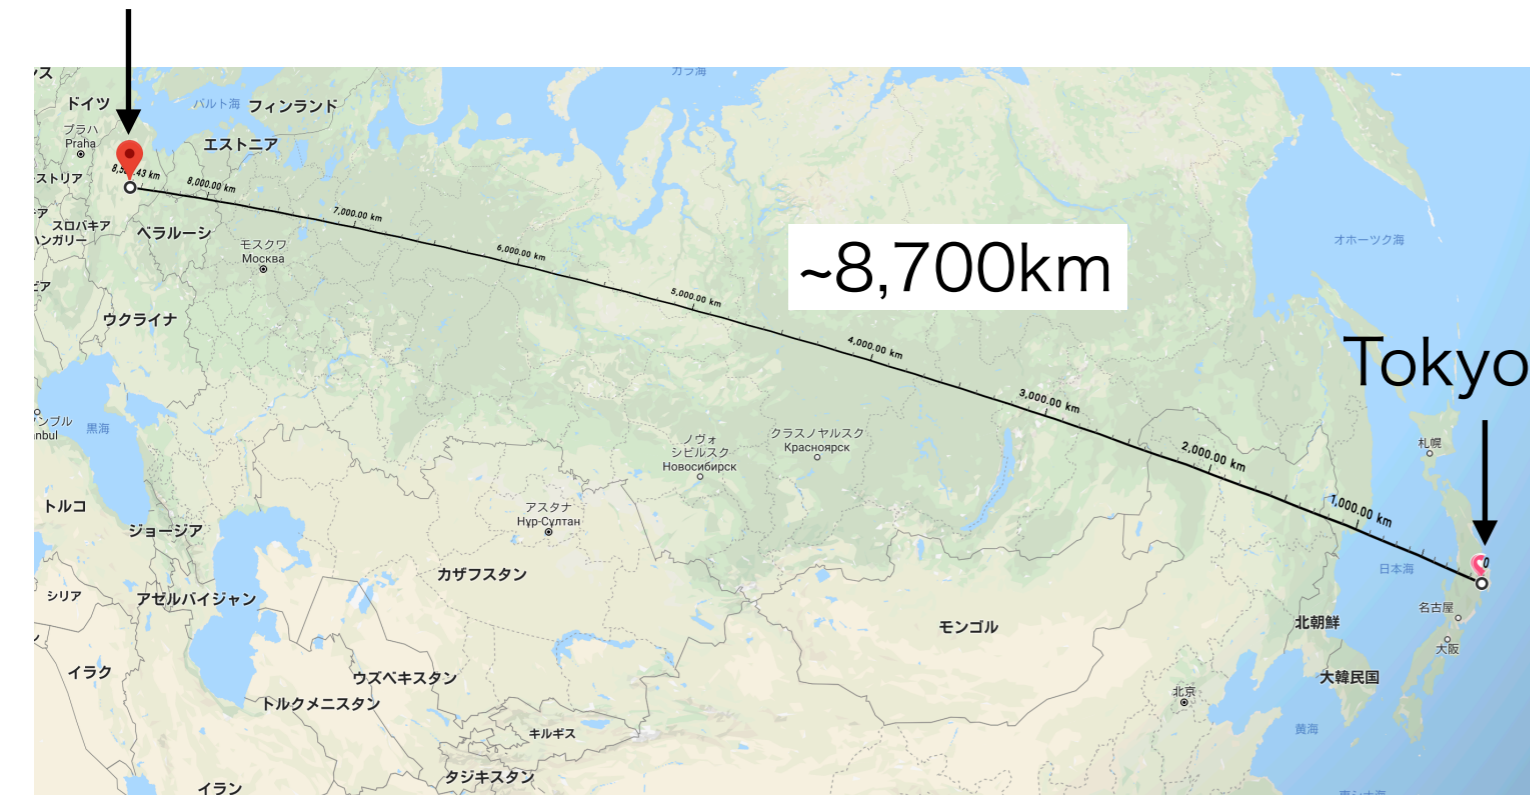 カラ海
ドイツ
バルト海
フィンランド
プラハ
Praha
エストニア
8,000.00 km
7,000.00 km
スロバキア
ハンガリー
ベラルーシ
モスクワ
Москва
6,000.00 km
~8,700km
オホーツク海
5,000.00 km
ウクライナ
4,000.00 km
Tokyo
3,000.00 km
黒海
anbul
ノヴォ
シビルスク
Новосибирск
クラスノヤルスク
Красноярск
札幌
2,000.00 km
トルコ
アスタナ
Нұр-Сұлтан
1,000.00 km
ジョージア
カザフスタン
日本海
0
シリア
アゼルバイジャン
名古屋
モンゴル
北朝鮮
大阪
イラク
ウズベキスタン
大韓民国
トルクメニスタン
北京
キルギス
黄海
タジキスタン
イラン